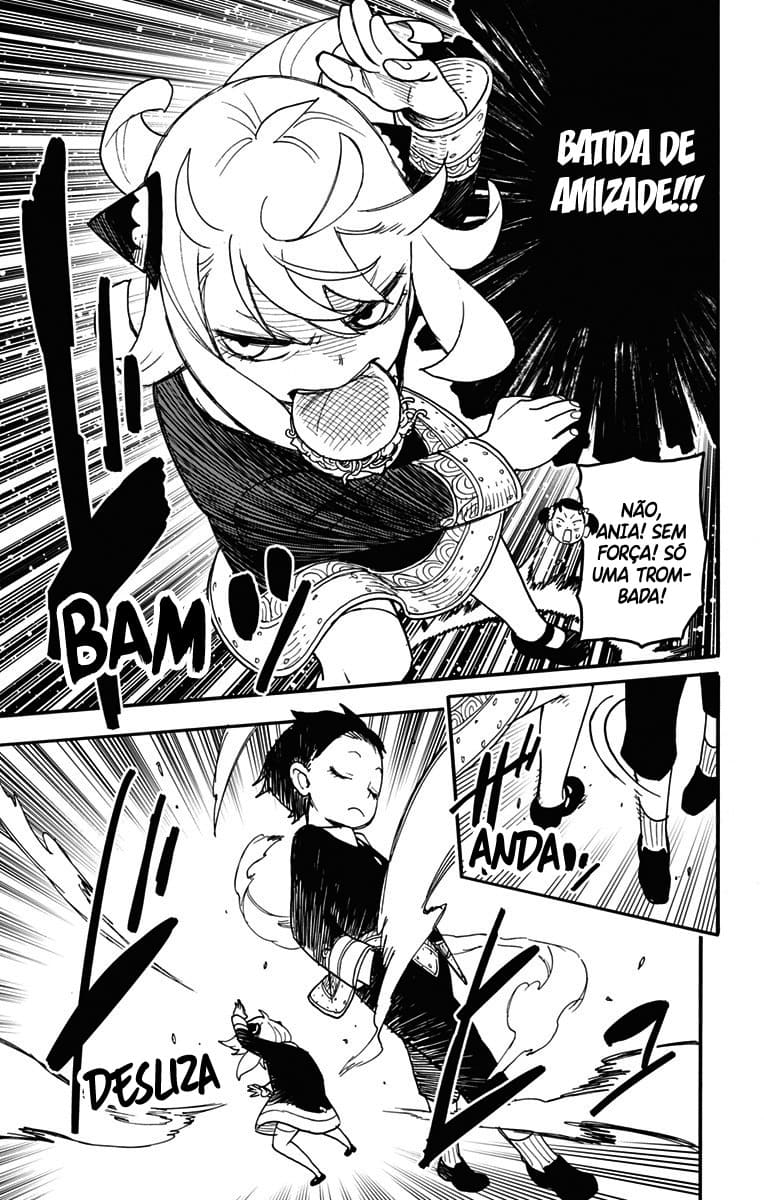 BATIDA DE
AMIZADE!!!
NÃO,
ANIA! SEM
FORÇA! SÓ
UMA TROM-
BADA!
BAM
ANDA
DESLIZA